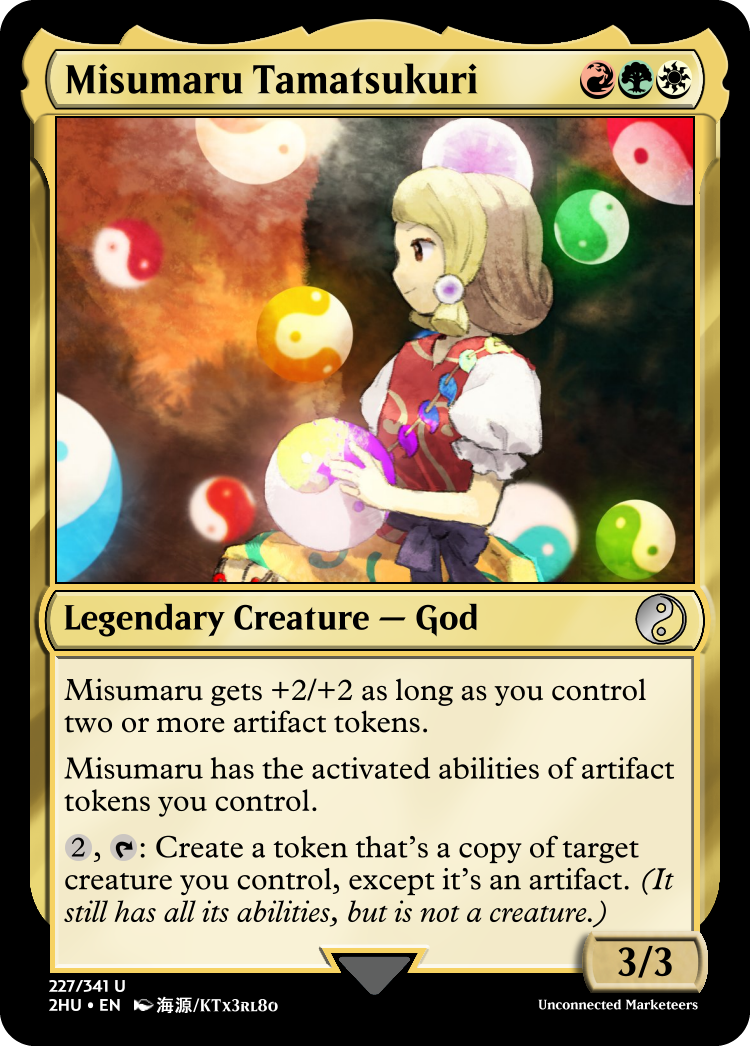 Misumaru Tamatsukuri
Legendary Creature — God
Misumaru gets +2/+2 as long as you control
two or more artifact tokens.
Misumaru has the activated abilities of artifact
tokens you control.
2, : Create a token that's a copy of target
creature you control, except it's an artifact. (It
still has all its abilities, but is not a creature.)
3/3
227/341 U
2HU • EN 海源/KTx3RL8o
Unconnected Marketeers